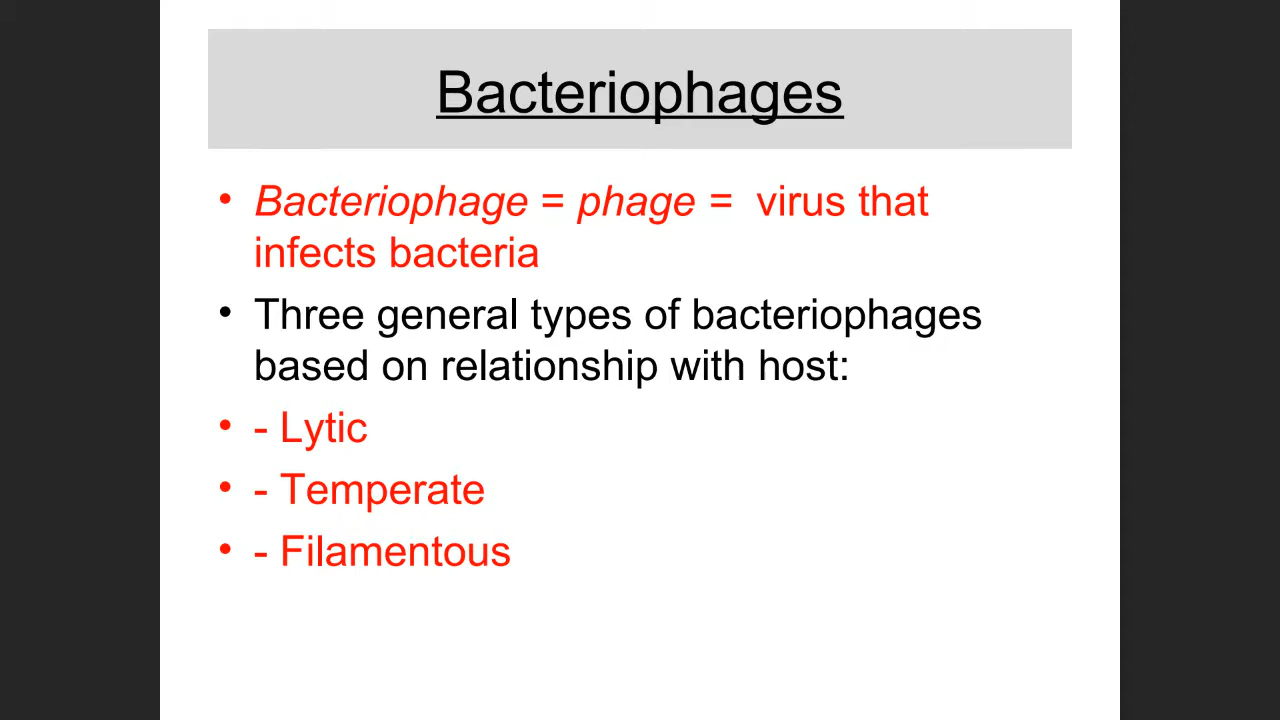 Bacteriophages
• Bacteriophage = phage =  virus that
infects bacteria
• Three general types of bacteriophages
based on relationship with host:
• - Lytic
• - Temperate
• - Filamentous